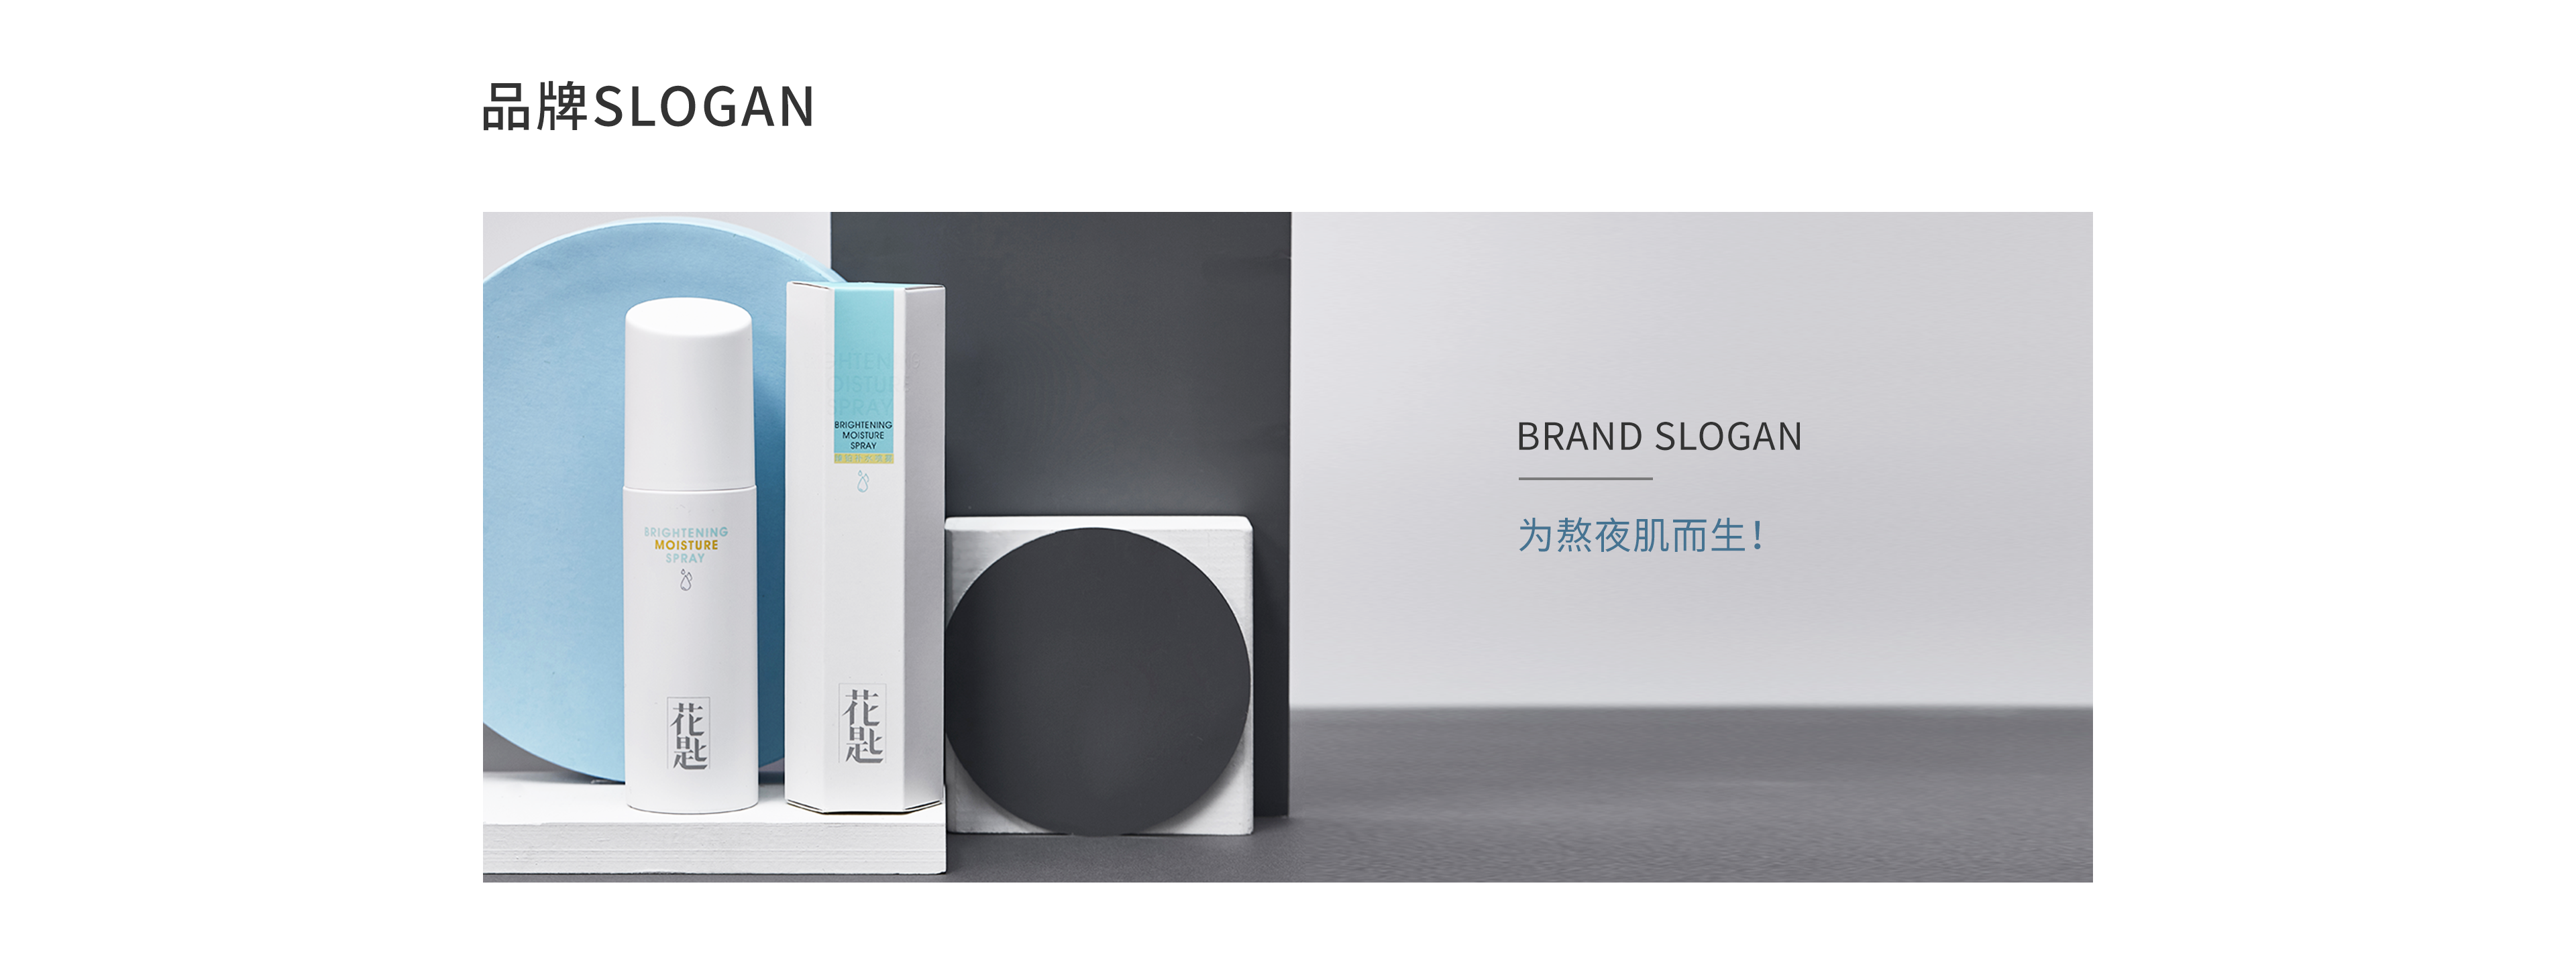 品牌SLOGAN
BRIGHTENING
MOISTURE
SPRAY
花匙
BRIGHTENING
MOISTURE
SPRAY
花匙
BRAND SLOGAN
为熬夜肌而生！